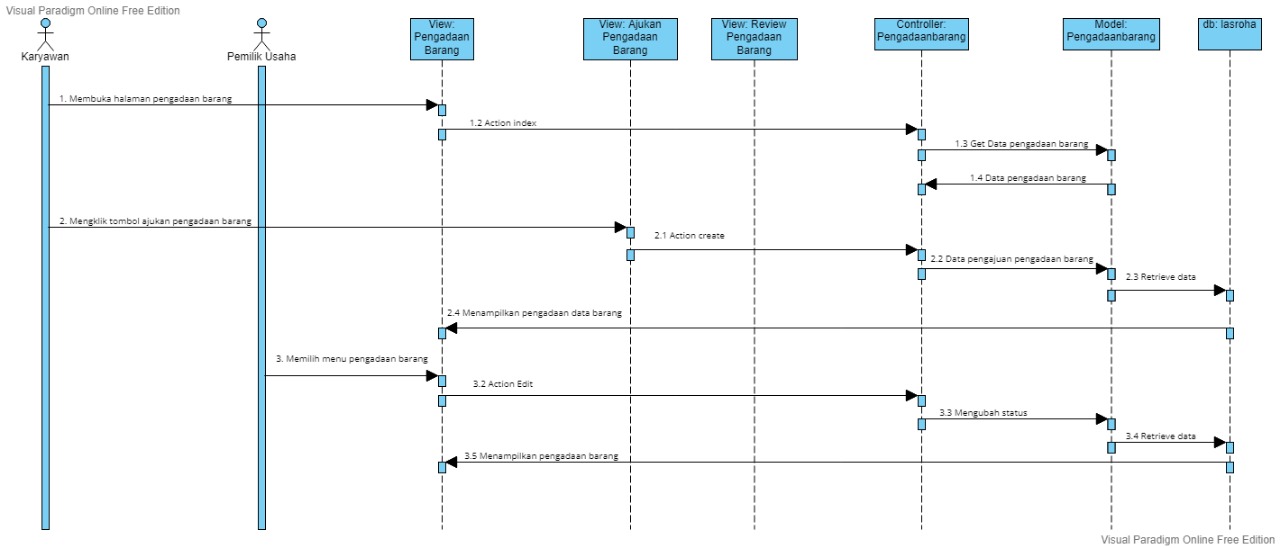 Visual Paradigm Online Free Edition
Karyawan
Pemilik Usaha
View:
Pengadaan
Barang
View: Ajukan
Pengadaan
Barang
View: Review
Pengadaan
Barang
Controller:
Pengadaanbarang
Model:
Pengadaanbarang
db: lasroha
1. Membuka halaman pengadaan barang
1.2 Action index
1.3 Get Data pengadaan barang
1.4 Data pengadaan barang
2. Mengklik tombol ajukan pengadaan barang
2.1 Action create
2.2 Data pengajuan pengadaan barang
2.3 Retrieve data
2.4 Menampilkan pengadaan data barang
3. Memilih menu pengadaan barang
3.2 Action Edit
3.3 Mengubah status
3.4 Retrieve data
3.5 Menampilkan pengadaan barang
Visual Paradigm Online Free Edition